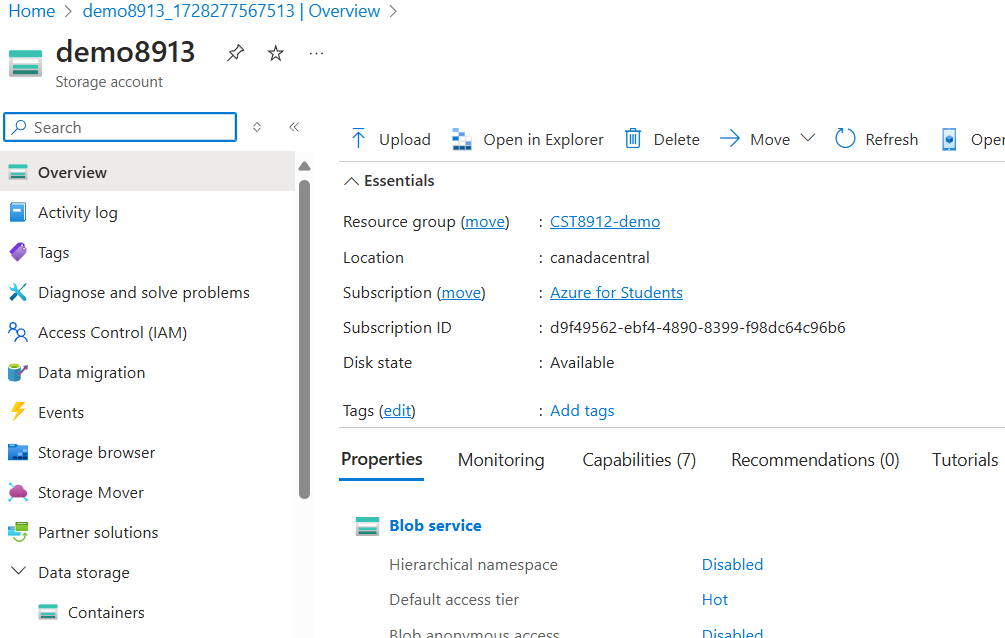 Home > demo8913_1728277567513 | Overview >
demo8913
Storage account
Search
Overview
Activity log
Tags
Diagnose and solve problems
Access Control (IAM)
Data migration
Events
Storage browser
Storage Mover
Partner solutions
Data storage
Containers
Upload Open in Explorer Delete Move Refresh Open
Essentials
Resource group (move) : CST8912-demo
Location : canadacentral
Subscription (move) : Azure for Students
Subscription ID : d9f49562-ebf4-4890-8399-f98dc64c96b6
Disk state : Available
Tags (edit) : Add tags
Properties Monitoring Capabilities (7) Recommendations (0) Tutorials
Blob service
Hierarchical namespace Disabled
Default access tier Hot
Blob anonymous access Disabled